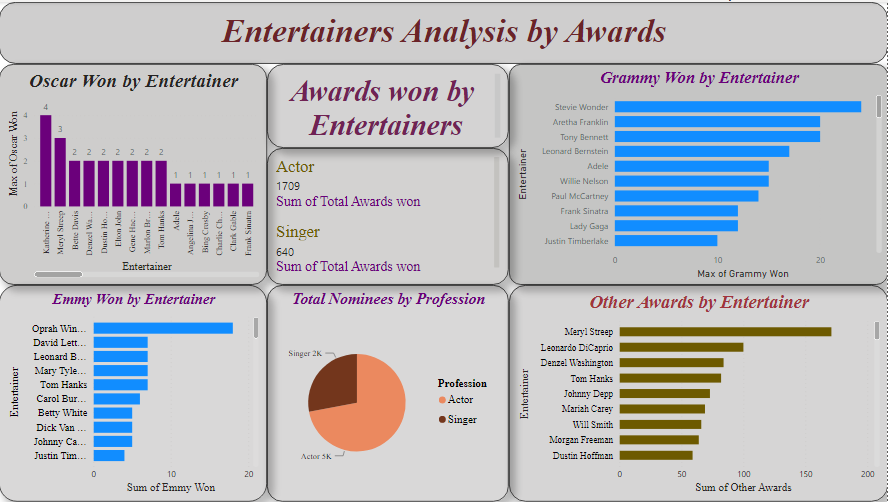 Entertainers Analysis by Awards
Oscar Won by Entertainer
Max of Oscar Won
4
3
2
1
0
4
3
2
2
2
2
2
2
2
1
1
1
1
1
1
Katherine ...
Meryl Streep
Bette Davis
Denzel Wa...
Dustin Ho...
Elton John
Gene Hac...
Marlon Br...
Tom Hanks
Adele
Angelina J...
Bing Crosby
Charlie Ch...
Clark Gable
Frank Sinatra
Entertainer
Awards won by
Entertainers
Actor
1709
Sum of Total Awards won
Singer
640
Sum of Total Awards won
Grammy Won by Entertainer
Entertainer
Stevie Wonder
Aretha Franklin
Tony Bennett
Leonard Bernstein
Adele
Willie Nelson
Paul McCartney
Frank Sinatra
Lady Gaga
Justin Timberlake
0
10
20
Max of Grammy Won
Emmy Won by Entertainer
Entertainer
Oprah Win...
David Lett...
Leonard B...
Mary Tyle...
Tom Hanks
Carol Bur...
Betty White
Dick Van ...
Johnny Ca...
Justin Tim...
0
10
20
Sum of Emmy Won
Total Nominees by Profession
Singer 2K
Actor 5K
Profession
Actor
Singer
Other Awards by Entertainer
Entertainer
Meryl Streep
Leonardo DiCaprio
Denzel Washington
Tom Hanks
Johnny Depp
Mariah Carey
Will Smith
Morgan Freeman
Dustin Hoffman
0
50
100
150
200
Sum of Other Awards